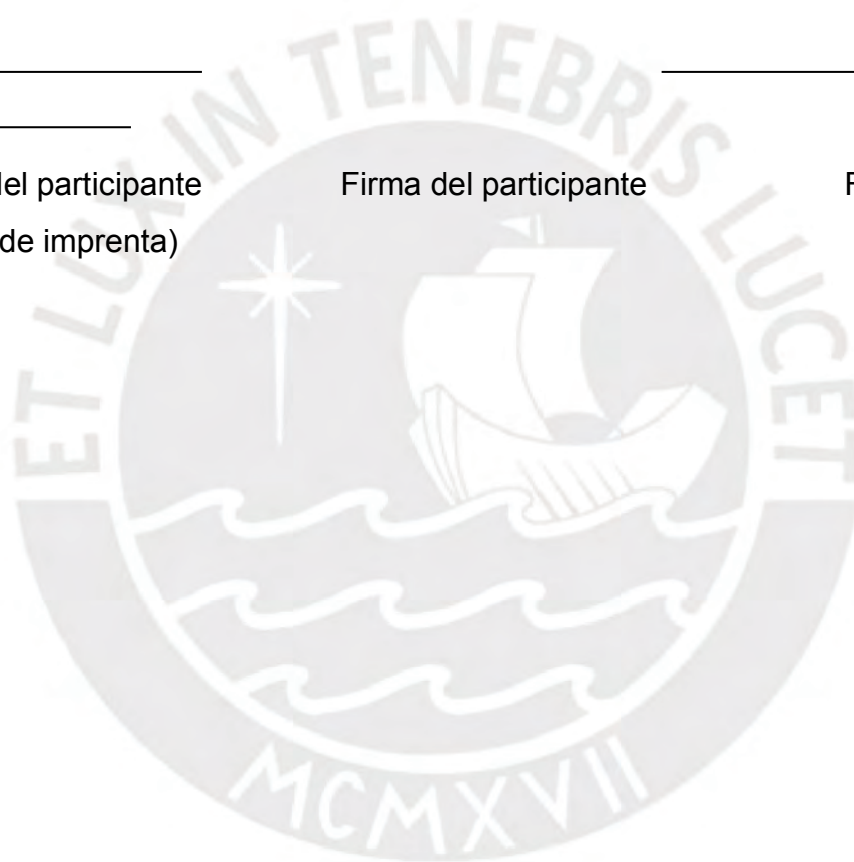 ET LUX IN TENEBRIS LUCET
del participante Firma del participante F
de imprenta)
MCMXVII